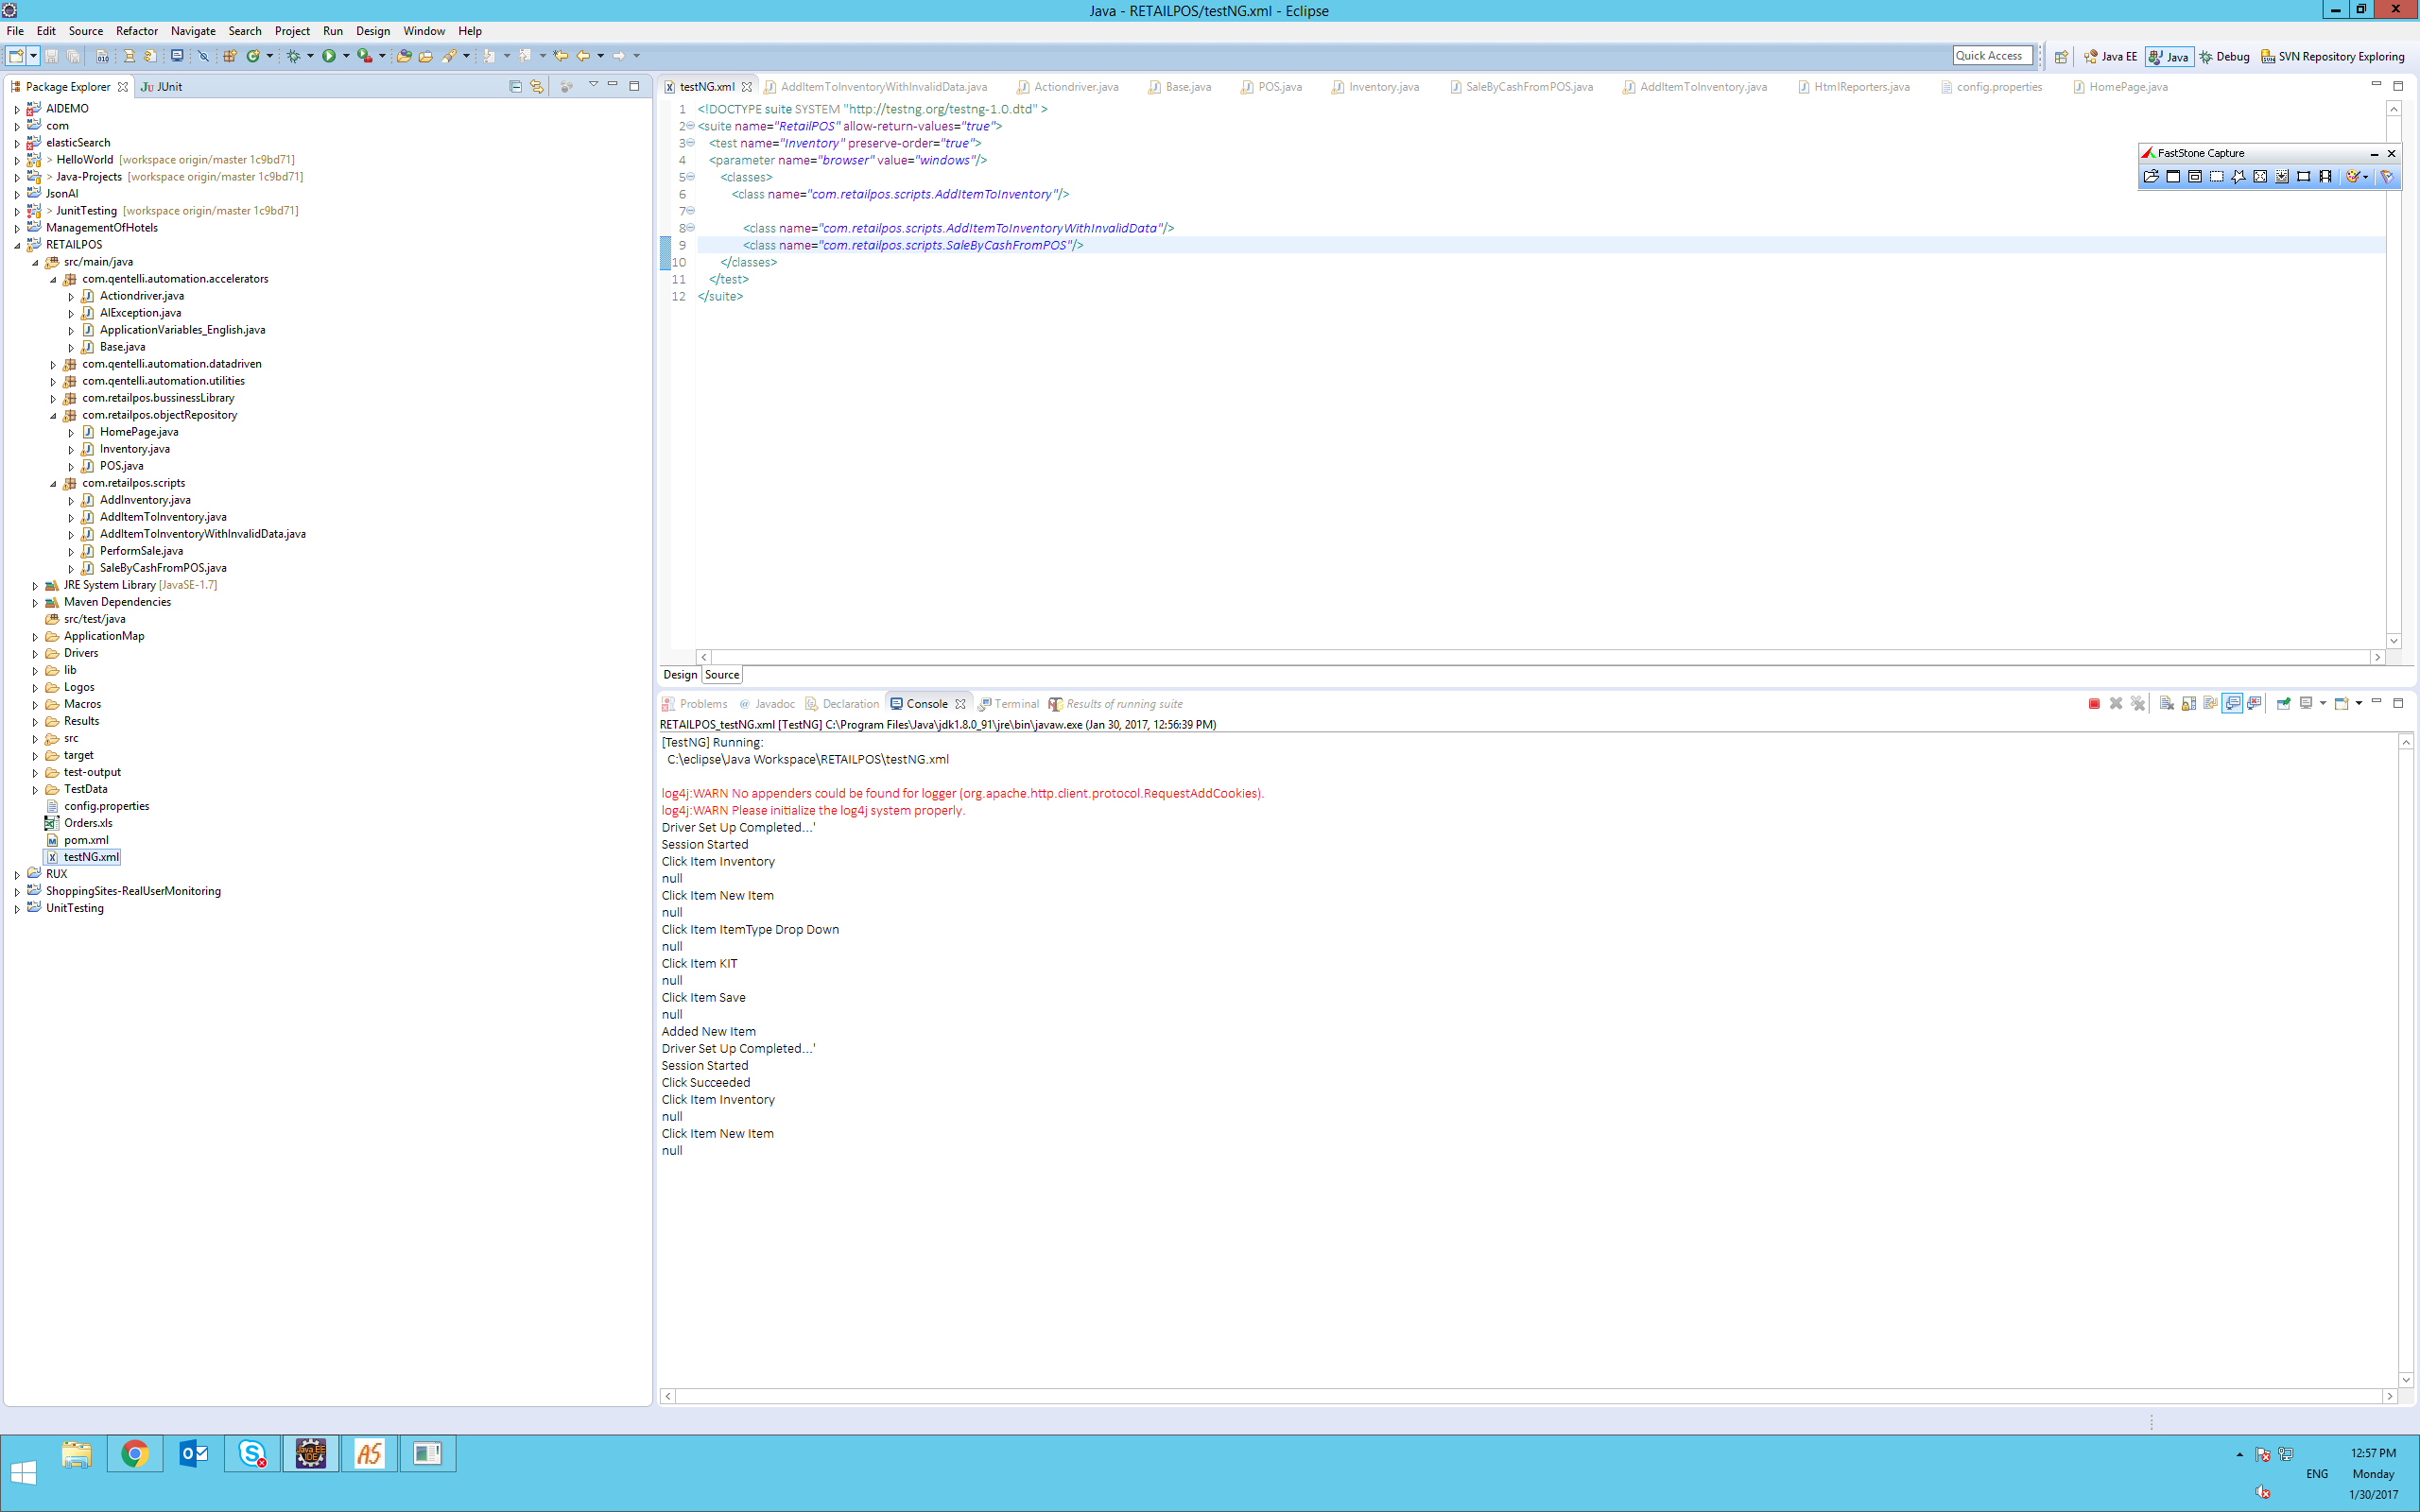 Java - RETAILPOS/testNG.xml - Eclipse
File Edit Source Refactor Navigate Search Project Run Design Window Help
Quick Access Java EE Java Debug SVN Repository Exploring
Package Explorer JUnit
AIDEMO
com
elasticSearch
> HelloWorld [workspace origin/master 1c9bd71]
> Java-Projects [workspace origin/master 1c9bd71]
JsonAI
> JunitTesting [workspace origin/master 1c9bd71]
ManagementOfHotels
RETAILPOS
src/main/java
com.qentelli.automation.accelerators
Actiondriver.java
AIException.java
ApplicationVariables_English.java
Base.java
com.qentelli.automation.datadriven
com.qentelli.automation.utilities
com.retailpos.bussinessLibrary
com.retailpos.objectRepository
HomePage.java
Inventory.java
POS.java
com.retailpos.scripts
AddInventory.java
AddItemToInventory.java
AddItemToInventoryWithInvalidData.java
PerformSale.java
SaleByCashFromPOS.java
JRE System Library [JavaSE-1.7]
Maven Dependencies
src/test/java
ApplicationMap
Drivers
lib
Logos
Macros
Results
src
target
test-output
TestData
config.properties
Orders.xls
pom.xml
testNG.xml
RUX
ShoppingSites-RealUserMonitoring
UnitTesting
testNG.xml AddItemToInventoryWithInvalidData.java Actiondriver.java Base.java POS.java Inventory.java SaleByCashFromPOS.java AddItemToInventory.java HtmlReporters.java config.properties HomePage.java
1 <!DOCTYPE suite SYSTEM "http://testng.org/testng-1.0.dtd" >
2 <suite name="RetailPOS" allow-return-values="true">
3 <test name="Inventory" preserve-order="true">
4 <parameter name="browser" value="windows"/>
5 <classes>
6 <class name="com.retailpos.scripts.AddItemToInventory"/>
7
8 <class name="com.retailpos.scripts.AddItemToInventoryWithInvalidData"/>
9 <class name="com.retailpos.scripts.SaleByCashFromPOS"/>
10 </classes>
11 </test>
12 </suite>
FastStone Capture
Design Source
Problems @ Javadoc Declaration Console Terminal Results of running suite
RETAILPOS_testNG.xml [TestNG] C:\Program Files\Java\jdk1.8.0_91\jre\bin\javaw.exe (Jan 30, 2017, 12:56:39 PM)
[TestNG] Running:
C:\eclipse\Java Workspace\RETAILPOS\testNG.xml
log4j:WARN No appenders could be found for logger (org.apache.http.client.protocol.RequestAddCookies).
log4j:WARN Please initialize the log4j system properly.
Driver Set Up Completed...'
Session Started
Click Item Inventory
null
Click Item New Item
null
Click Item ItemType Drop Down
null
Click Item KIT
null
Click Item Save
null
Added New Item
Driver Set Up Completed...'
Session Started
Click Succeeded
Click Item Inventory
null
Click Item New Item
null
Java EE
IDE
AS
12:57 PM
ENG Monday
1/30/2017